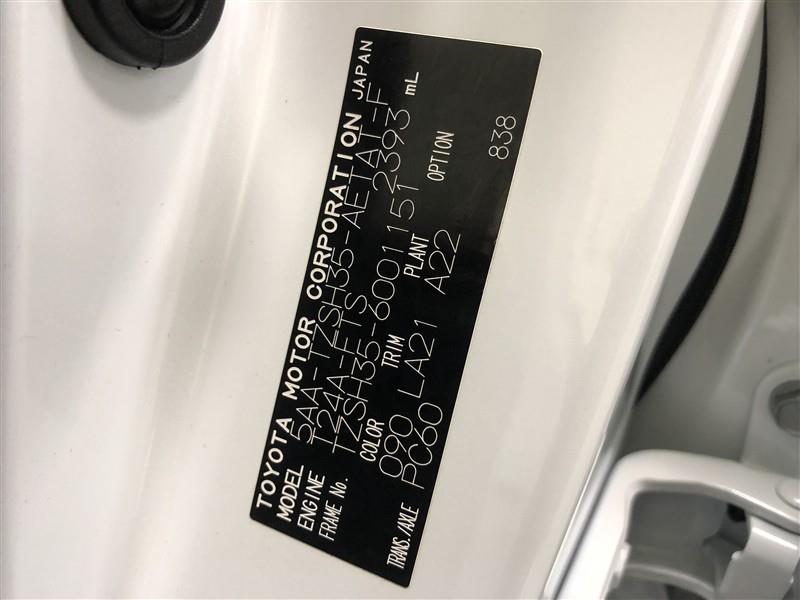 TOYOTA MOTOR CORPORATION JAPAN
MODEL 5AA-TZSH35-AETAT-F
ENGINE T24A-FTS 2393 mL
FRAME No. TZSH35-6001151
COLOR TRIM PLANT OPTION
090 LA21 A22
TRANS./AXLE PC60 838